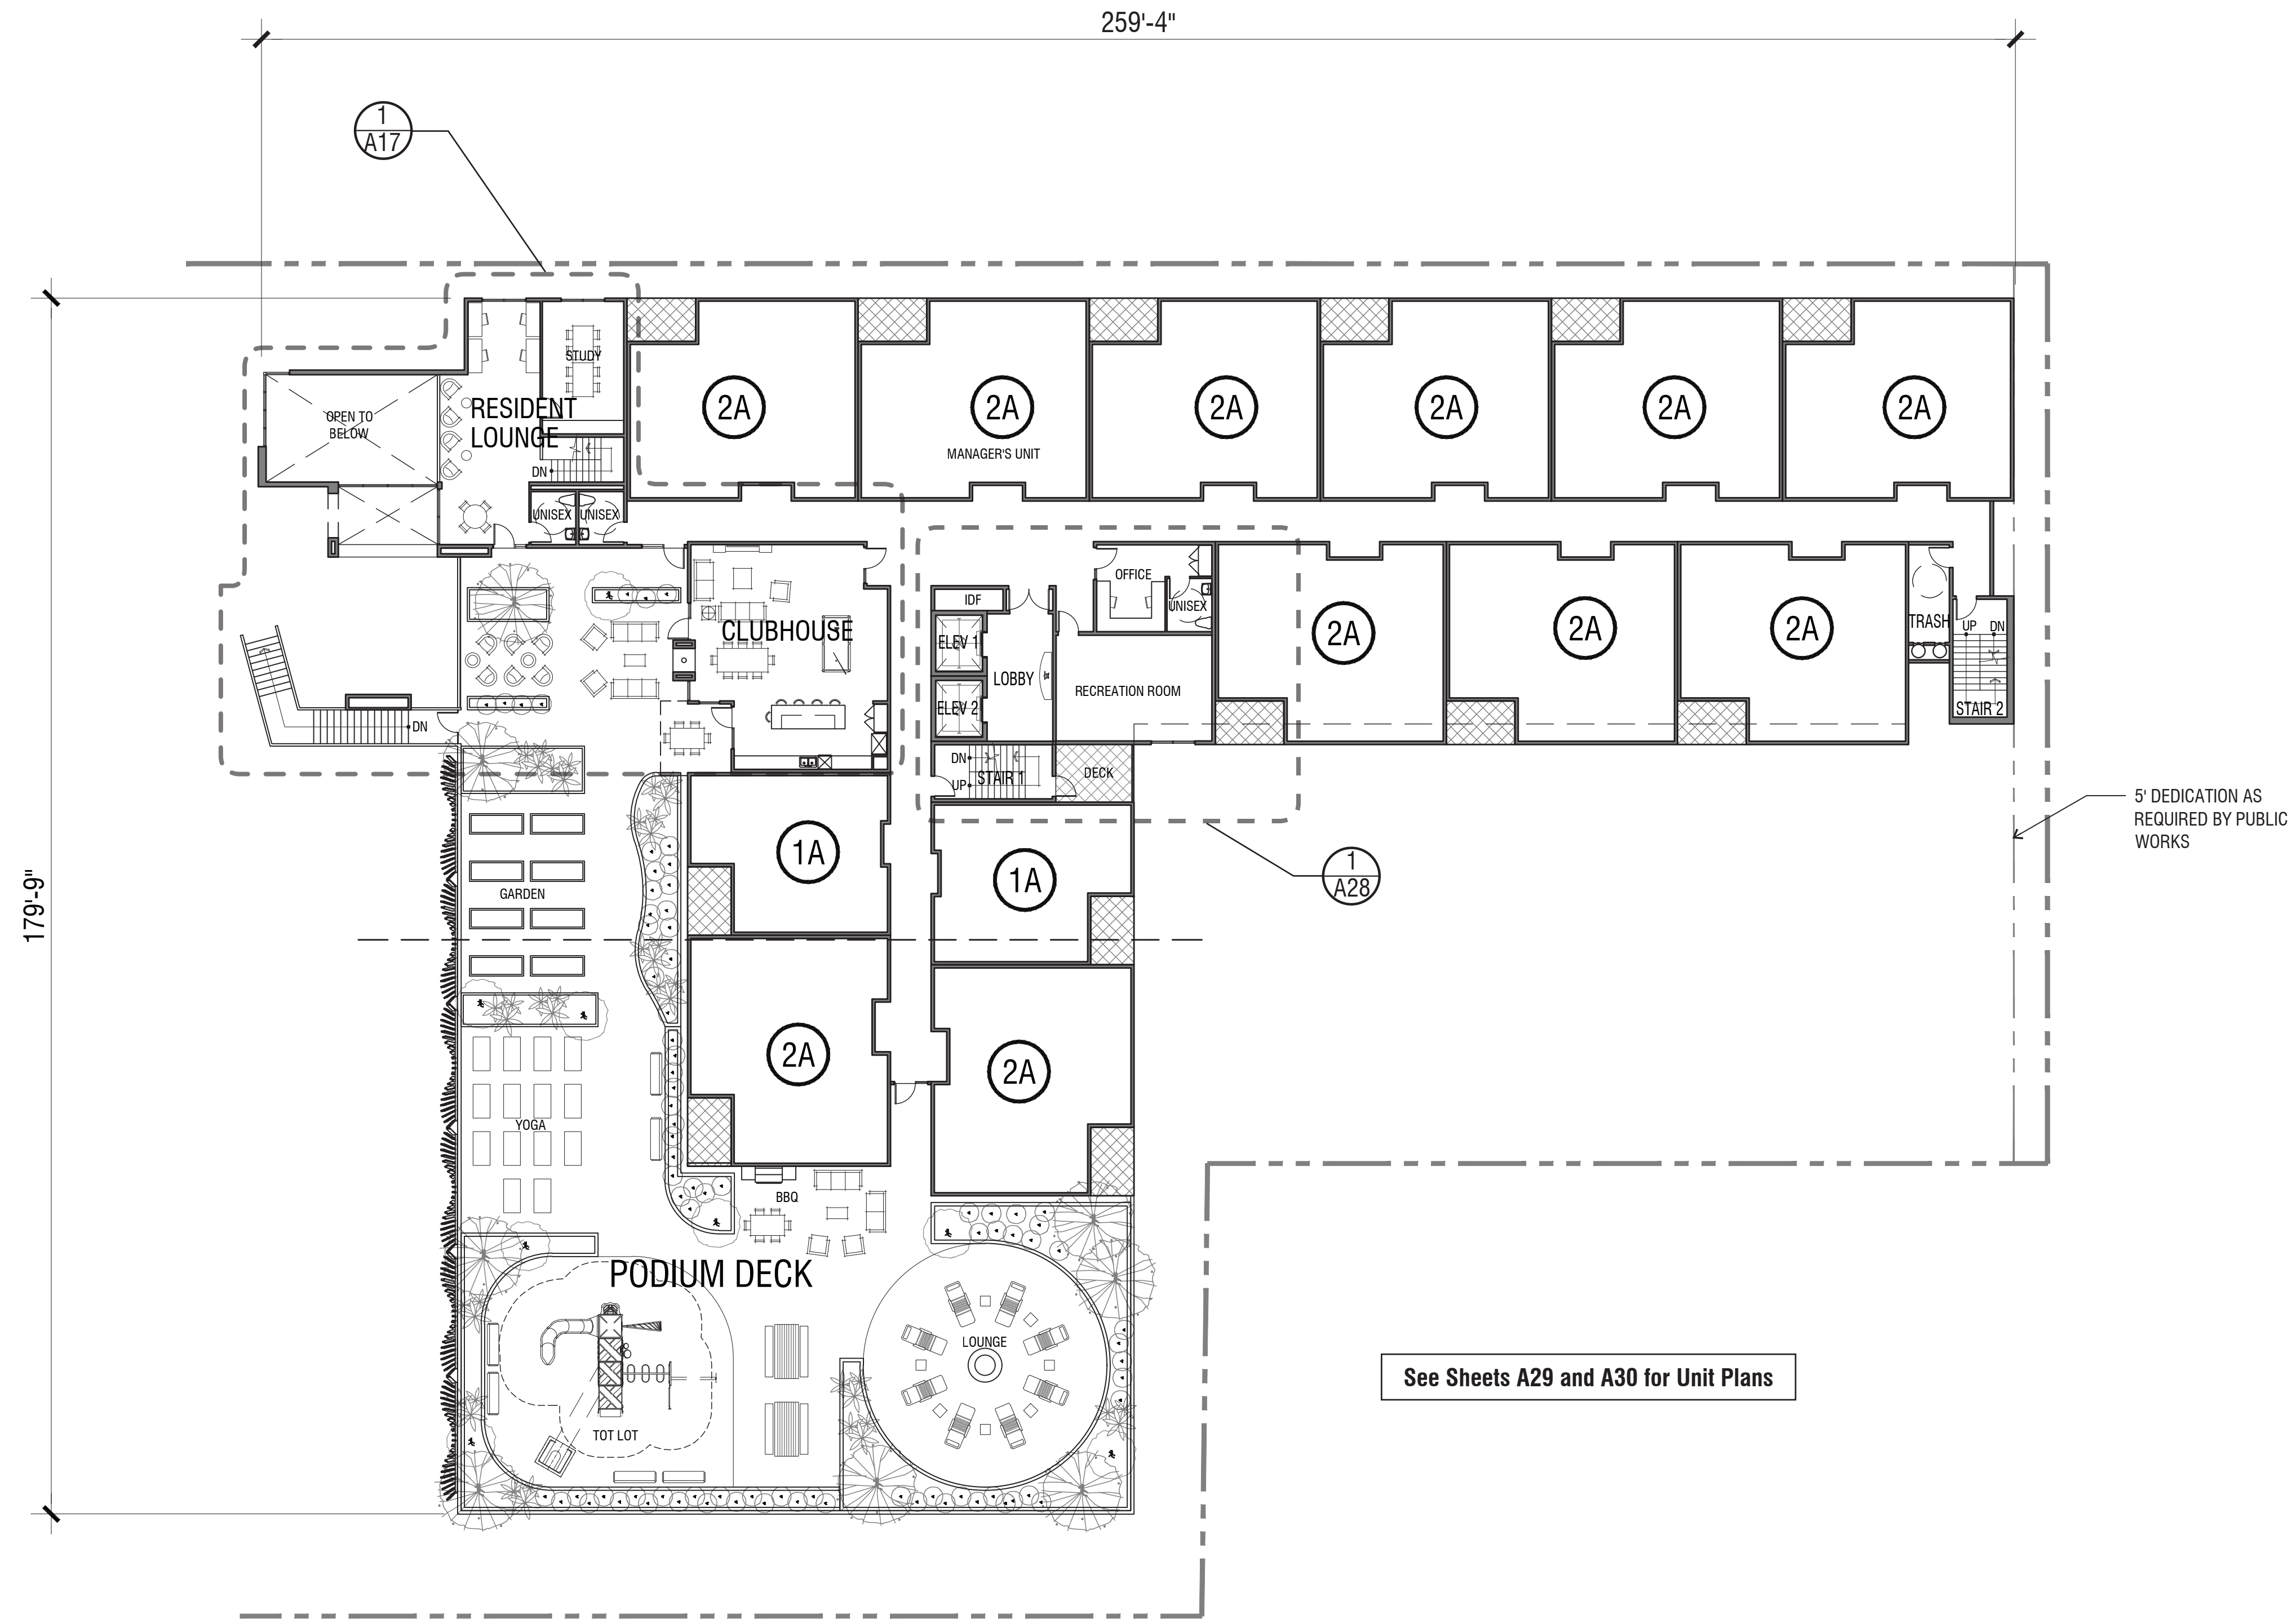 259'-4"
1
A17
STUDY
2A
2A
2A
2A
2A
2A
RESIDENT
LOUNGE
OPEN TO
BELOW
MANAGER'S UNIT
DN
UNISEX
UNISEX
OFFICE
IDF
UNISEX
CLUBHOUSE
ELEV 1
2A
2A
2A
TRASH
UP
DN
LOBBY
RECREATION ROOM
ELEV 2
STAIR 2
DN
DN
STAIR 1
UP
DECK
5' DEDICATION AS
REQUIRED BY PUBLIC
WORKS
1A
1A
1
A28
GARDEN
179'-9"
2A
2A
YOGA
BBQ
PODIUM DECK
LOUNGE
TOT LOT
See Sheets A29 and A30 for Unit Plans